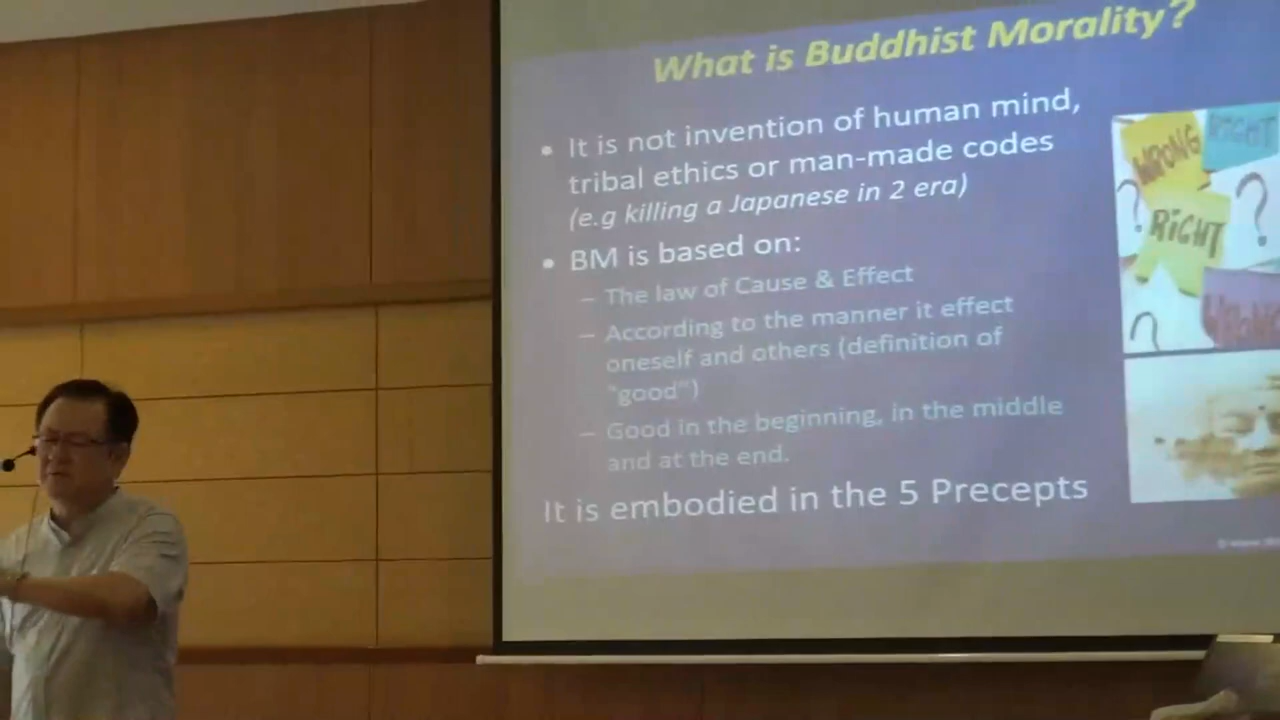 What is Buddhist Morality?
• It is not invention of human mind,
tribal ethics or man-made codes
(e.g killing a Japanese in 2 era)
• BM is based on:
– The law of Cause & Effect
– According to the manner it effect
oneself and others (definition of
"good")
– Good in the beginning, in the middle
and at the end.
It is embodied in the 5 Precepts
WRONG
RIGHT
?
?
RIGHT
?
WRONG